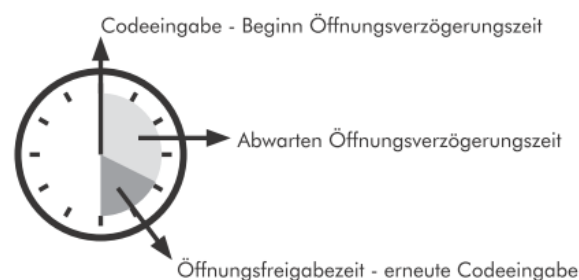 Codeeingabe - Beginn Öffnungsverzögerungszeit
Abwarten Öffnungsverzögerungszeit
Öffnungsfreigabezeit - erneute Codeeingabe